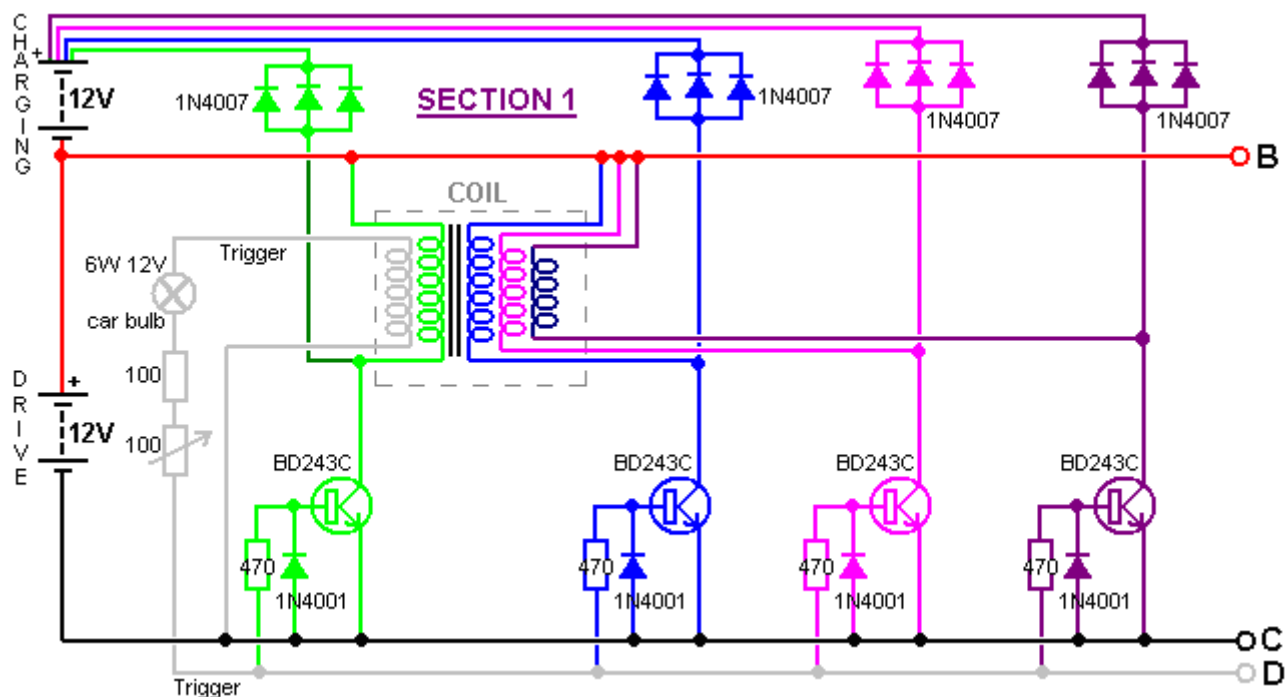 CHARGING
+
12V
1N4007
SECTION 1
1N4007
1N4007
1N4007
B
COIL
Trigger
6W 12V
car bulb
100
100
DRIVE
+
12V
BD243C
BD243C
BD243C
BD243C
470
470
470
470
1N4001
1N4001
1N4001
1N4001
C
D
Trigger